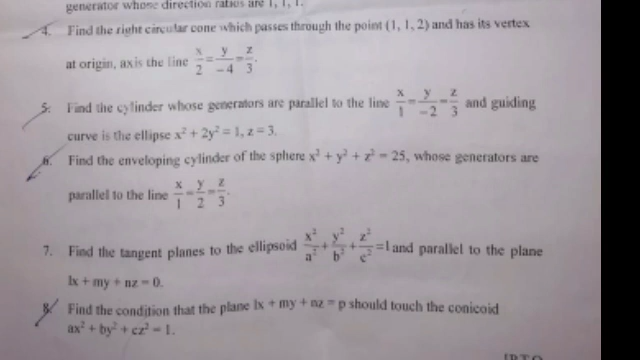 generator whose direction ratios are 1, 1, 1.
4. Find the right circular cone which passes through the point (1, 1, 2) and has its vertex
at origin, axis the line x/2 = y/-4 = z/3.
5. Find the cylinder whose generators are parallel to the line x/1 = y/-2 = z/3 and guiding
curve is the ellipse x² + 2y² = 1, z = 3.
6. Find the enveloping cylinder of the sphere x² + y² + z² = 25, whose generators are
parallel to the line x/1 = y/2 = z/3.
7. Find the tangent planes to the ellipsoid x²/a² + y²/b² + z²/c² = 1 and parallel to the plane
lx + my + nz = 0.
8. Find the condition that the plane lx + my + nz = p should touch the conicoid
ax² + by² + cz² = 1.